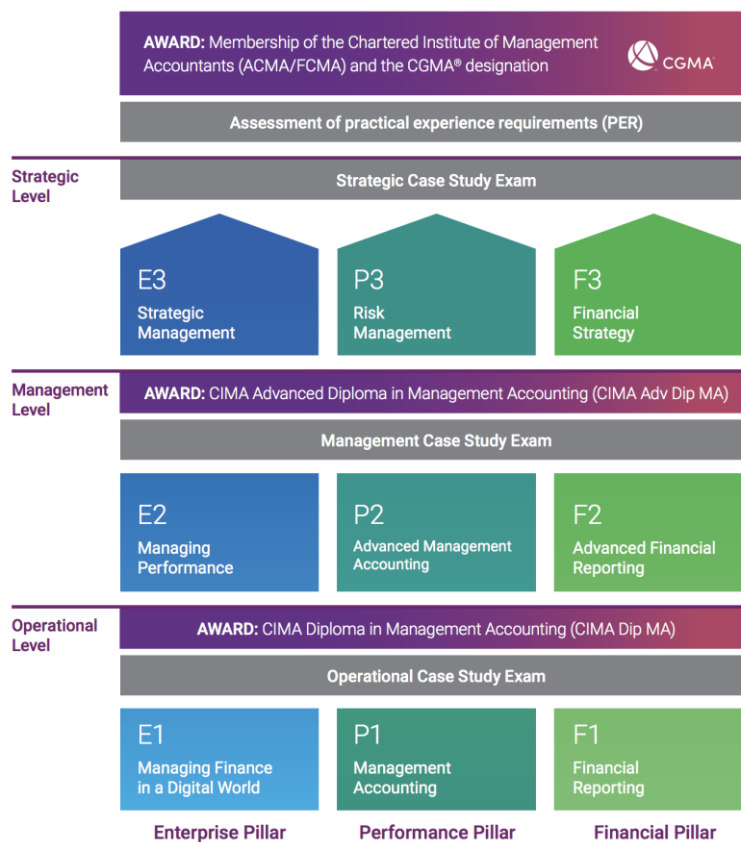 AWARD: Membership of the Chartered Institute of Management
Accountants (ACMA/FCMA) and the CGMA® designation
CGMA
Assessment of practical experience requirements (PER)
Strategic
Level
Strategic Case Study Exam
E3
Strategic
Management
P3
Risk
Management
F3
Financial
Strategy
Management
Level
AWARD: CIMA Advanced Diploma in Management Accounting (CIMA Adv Dip MA)
Management Case Study Exam
E2
Managing
Performance
P2
Advanced Management
Accounting
F2
Advanced Financial
Reporting
Operational
Level
AWARD: CIMA Diploma in Management Accounting (CIMA Dip MA)
Operational Case Study Exam
E1
Managing Finance
in a Digital World
P1
Management
Accounting
F1
Financial
Reporting
Enterprise Pillar
Performance Pillar
Financial Pillar